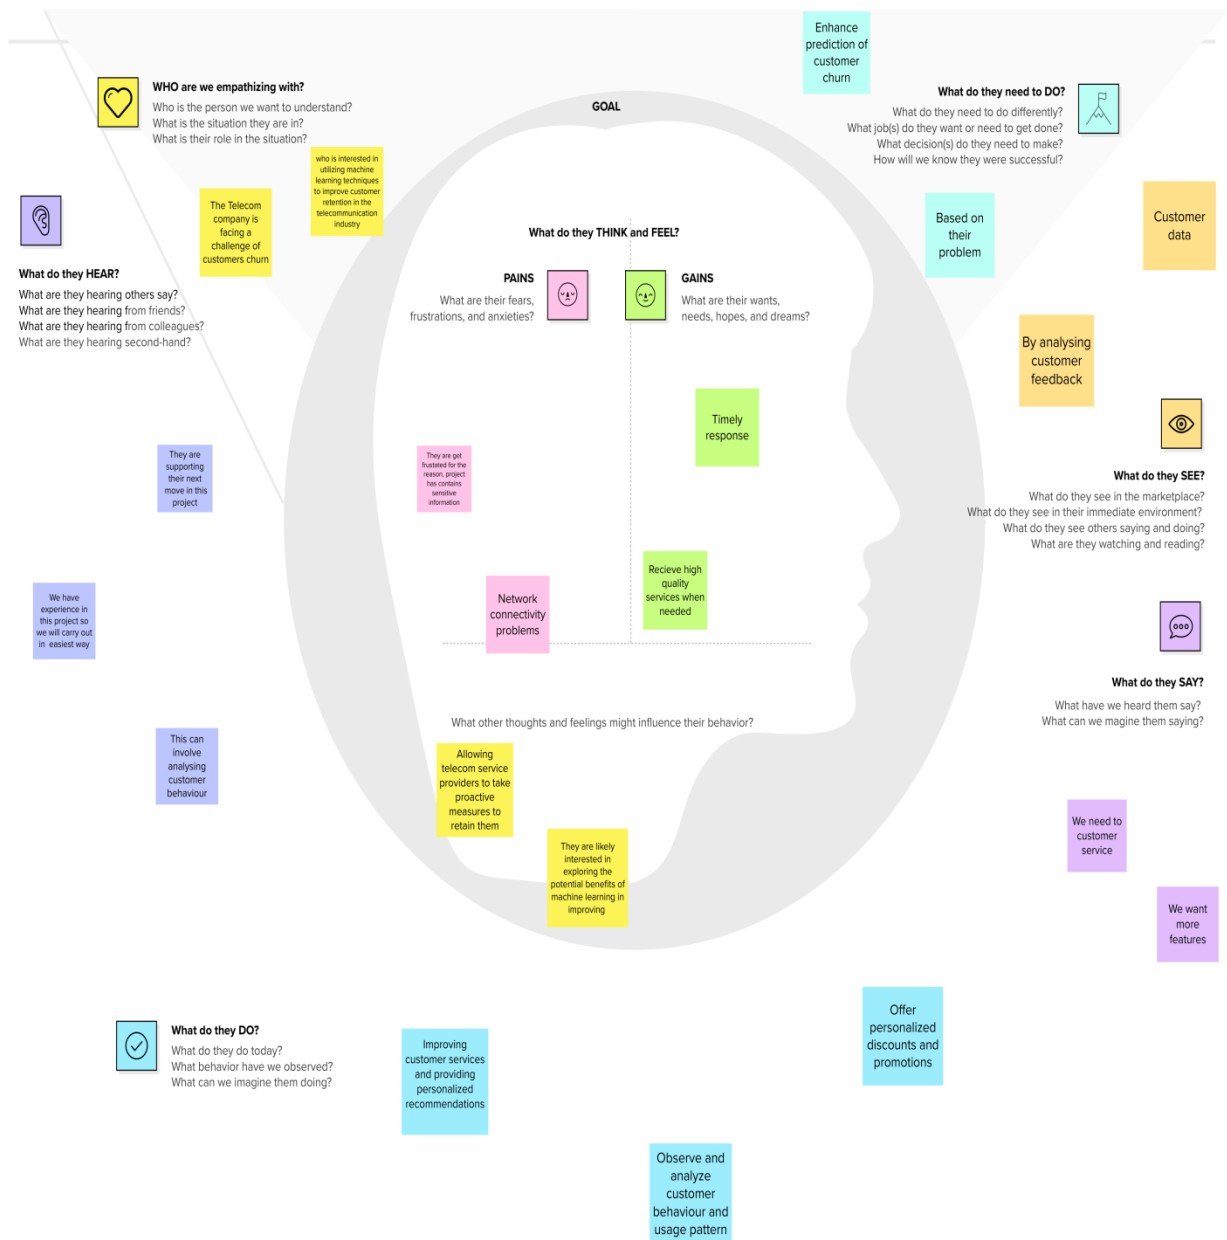 GOAL
WHO are we empathizing with?
Who is the person we want to understand?
What is the situation they are in?
What is their role in the situation?
The Telecom
company is
facing a
challenge of
customers churn
who is interested in
utilizing machine
learning techniques
to improve customer
retention in the
telecommunication
industry
Enhance
prediction of
customer
churn
What do they need to DO?
What do they need to do differently?
What job(s) do they want or need to get done?
What decision(s) do they need to make?
How will we know they were successful?
Based on
their
problem
Customer
data
By analysing
customer
feedback
What do they SEE?
What do they see in the marketplace?
What do they see in their immediate environment?
What do they see others saying and doing?
What are they watching and reading?
What do they SAY?
What have we heard them say?
What can we magine them saying?
We need to
customer
service
We want
more
features
What do they HEAR?
What are they hearing others say?
What are they hearing from friends?
What are they hearing from colleagues?
What are they hearing second-hand?
They are
supporting
their next
move in this
project
We have
experience in
this project so
we will carry out
in easiest way
This can
involve
analysing
customer
behaviour
What do they THINK and FEEL?
PAINS
What are their fears,
frustrations, and anxieties?
They are get
frustated for the
reason, project
has contains
sensitive
information
Network
connectivity
problems
GAINS
What are their wants,
needs, hopes, and dreams?
Timely
response
Recieve high
quality
services when
needed
What other thoughts and feelings might influence their behavior?
Allowing
telecom service
providers to take
proactive
measures to
retain them
They are likely
interested in
exploring the
potential benefits of
machine learning in
improving
What do they DO?
What do they do today?
What behavior have we observed?
What can we imagine them doing?
Improving
customer services
and providing
personalized
recommendations
Offer
personalized
discounts and
promotions
Observe and
analyze
customer
behaviour and
usage pattern